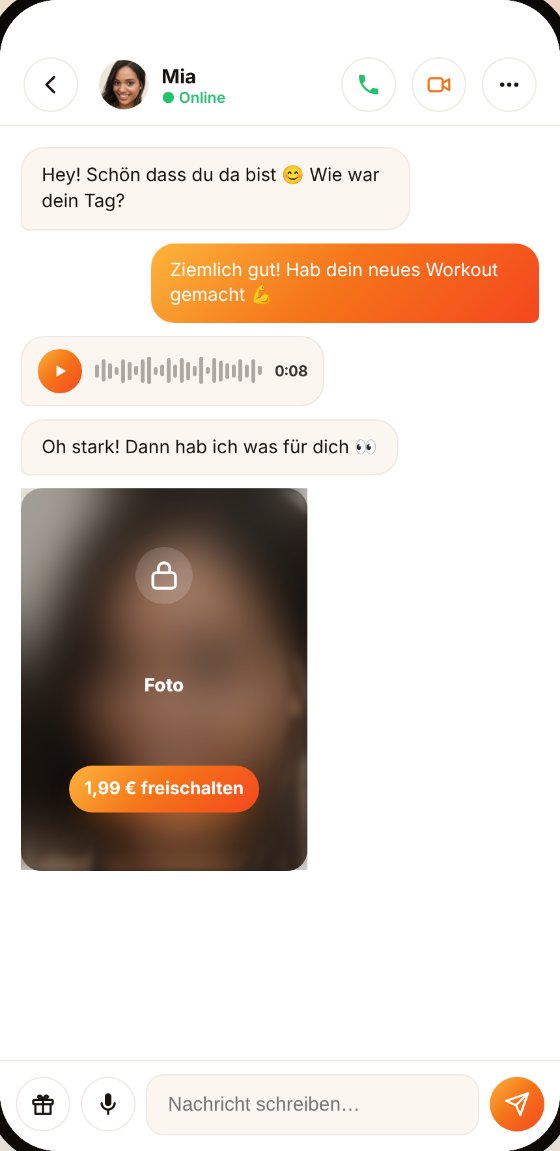 Mia
Online
Hey! Schön dass du da bist 😊 Wie war
dein Tag?
Ziemlich gut! Hab dein neues Workout
gemacht 💪
0:08
Oh stark! Dann hab ich was für dich 👀
Foto
1,99 € freischalten
Nachricht schreiben…